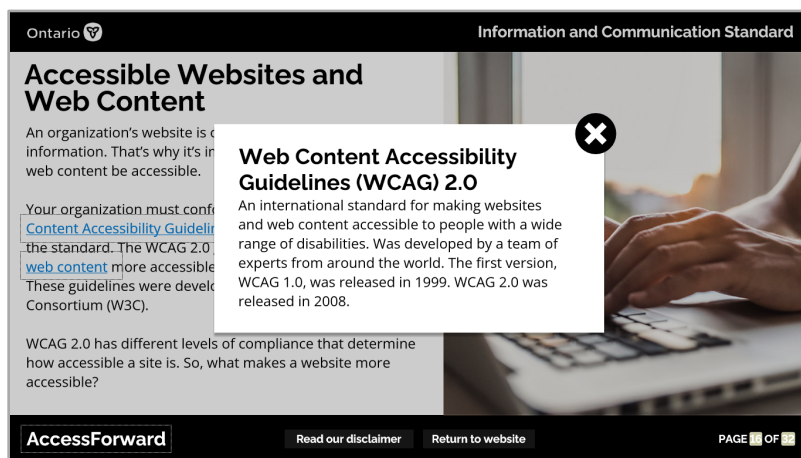 Ontario
Information and Communication Standard
Accessible Websites and
Web Content
An organization's website is
information. That's why it's
web content be accessible.
Your organization must
Content Accessibility
the standard. The WCAG 2.0
web content more accessible
These guidelines were
Consortium (W3C).
WCAG 2.0 has different levels of compliance that determine
how accessible a site is. So, what makes a website more
accessible?
Web Content Accessibility
Guidelines (WCAG) 2.0
An international standard for making websites
and web content accessible to people with a wide
range of disabilities. Was developed by a team of
experts from around the world. The first version,
WCAG 1.0, was released in 1999. WCAG 2.0 was
released in 2008.
AccessForward
Read our disclaimer
Return to website
PAGE 16 OF 32